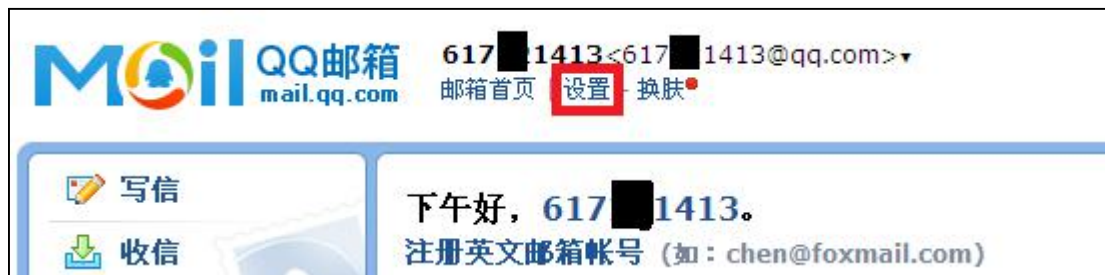 Mail QQ邮箱
mail.qq.com
617 1413<617 1413@qq.com>▾
邮箱首页 | 设置 - 换肤
写信
收信
下午好，617 1413。
注册英文邮箱帐号 (如：chen@foxmail.com)